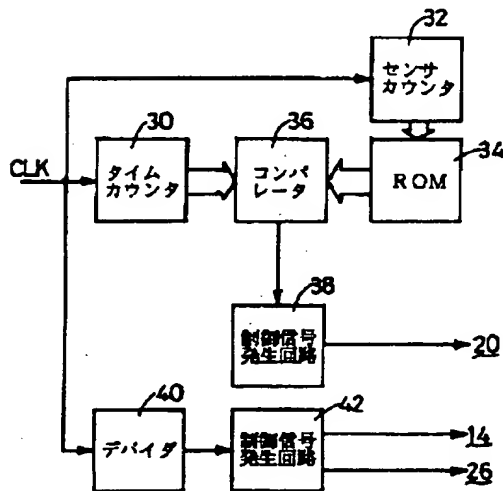 32
センサ
カウンタ
30
36
34
CLK
タイム
カウンタ
コンパ
レータ
ROM
38
制御信号
発生回路
20
40
42
デバイダ
制御信号
発生回路
14
26